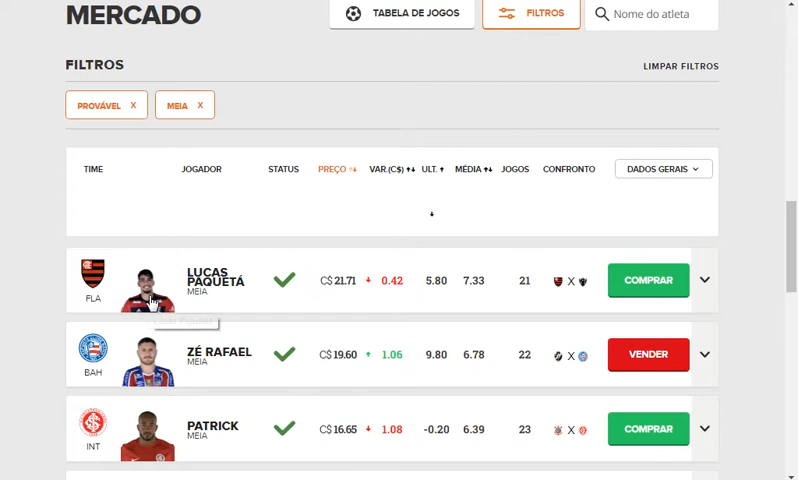 MERCADO
TABELA DE JOGOS
FILTROS
Nome do atleta
FILTROS
LIMPAR FILTROS
PROVÁVEL X
MEIA X
TIME JOGADOR STATUS PREÇO VAR.(C$) ULT. MÉDIA JOGOS CONFRONTO DADOS GERAIS
FLA
LUCAS
PAQUETÁ
MEIA
C$ 21.71 0.42 5.80 7.33 21 X COMPRAR
BAH
ZÉ RAFAEL
MEIA
C$ 19.60 1.06 9.80 6.78 22 X VENDER
INT
PATRICK
MEIA
C$ 16.65 1.08 -0.20 6.39 23 X COMPRAR